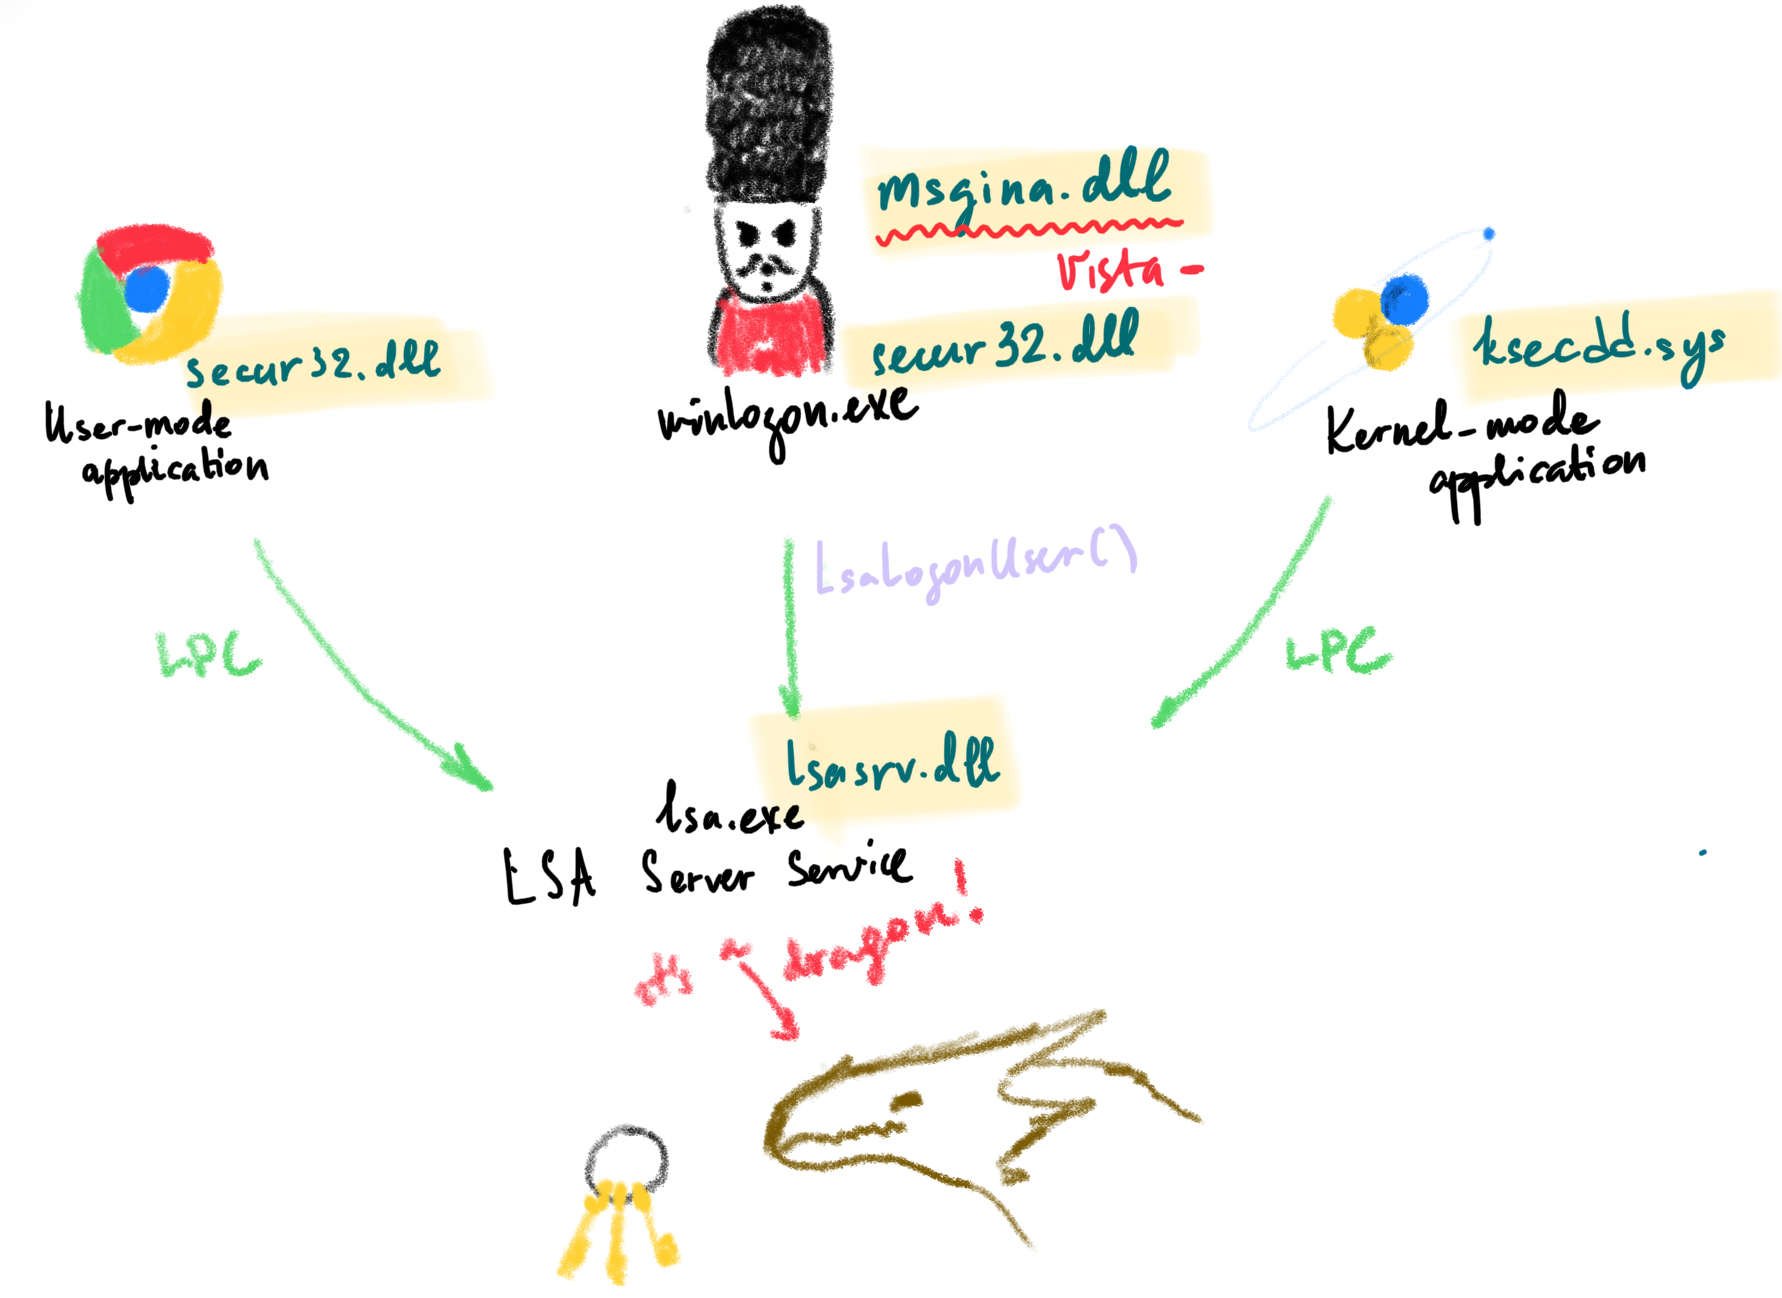 msgina.dll
Vista -
secur32.dll
secur32.dll
ksecdd.sys
User-mode
application
winlogon.exe
Kernel-mode
application
LsaLogonUser()
LPC
LPC
lsasrv.dll
lsa.exe
LSA Server Service
it's a dragon!